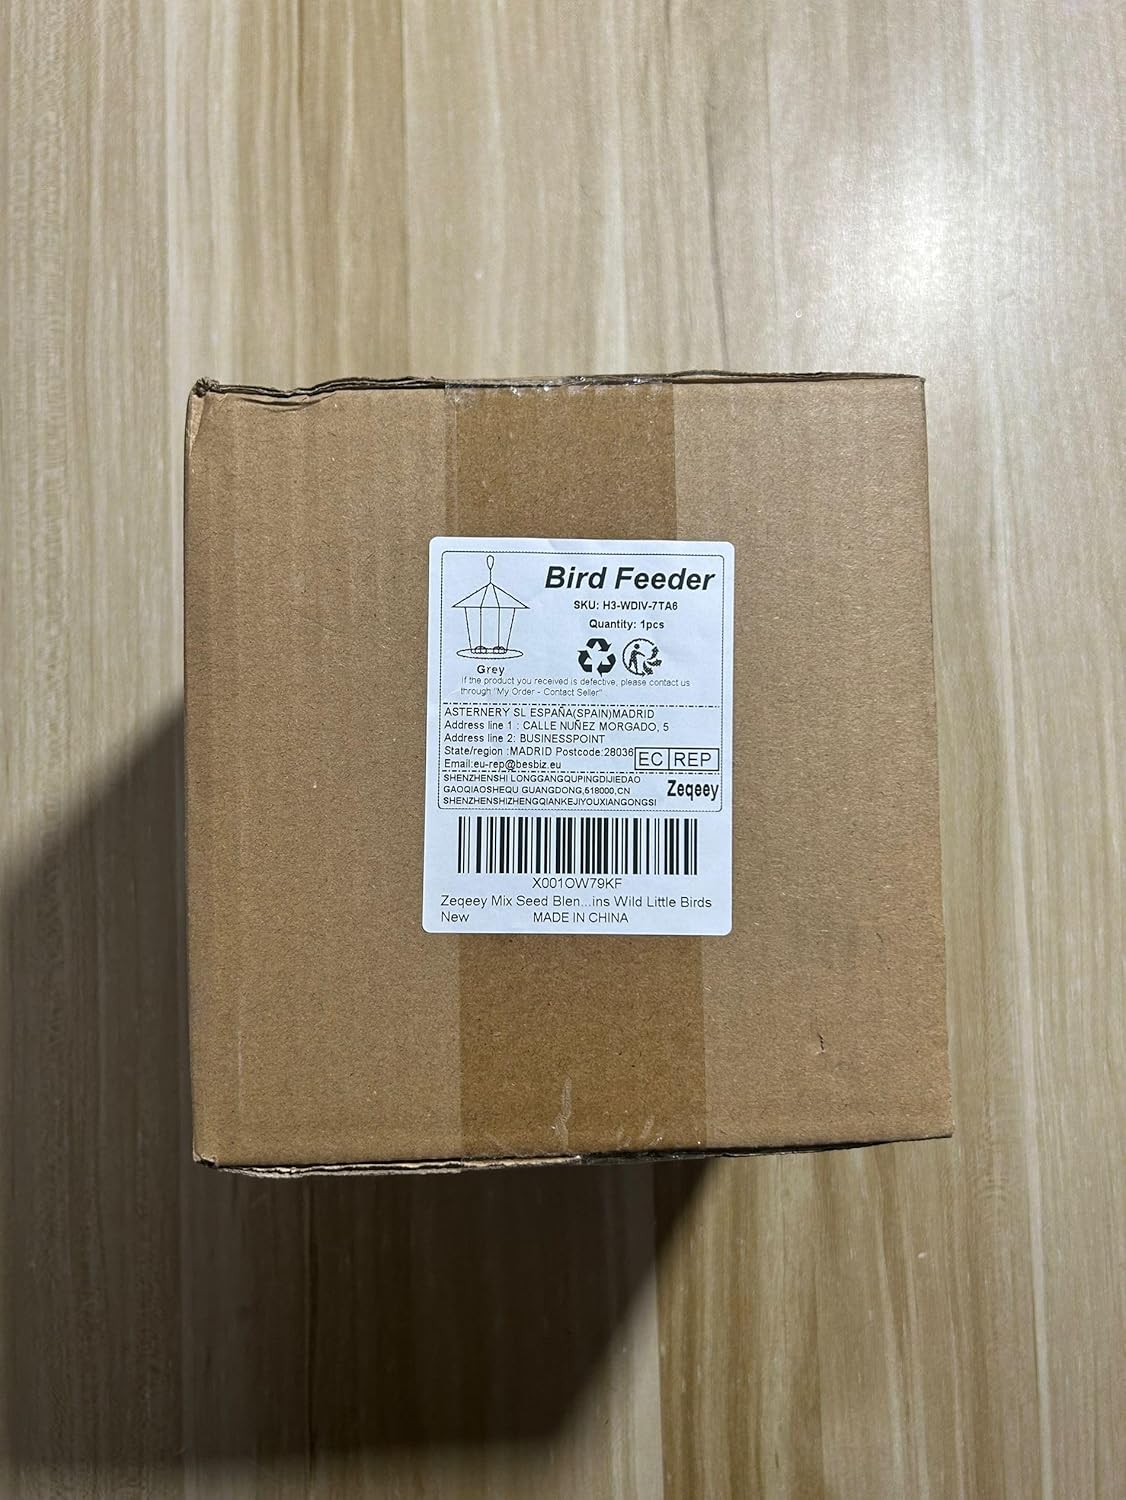 Bird Feeder
SKU: H3-WDIV-7TA6
Quantity: 1pcs
Grey
If the product you received is defective, please contact us
through "My Order - Contact Seller".
ASTERNERY SL ESPAÑA(SPAIN)MADRID
Address line 1 : CALLE NUÑEZ MORGADO, 5
Address line 2: BUSINESSPOINT
State/region :MADRID Postcode:28036
Email:eu-rep@besbiz.eu
EC REP
SHENZHENSHI LONGGANGQUPINGDIJIEDAO
GAOQIAOSHEQU GUANGDONG,518000,CN
SHENZHENSHIZHENGQIANKEJIYOUXIANGONGSI
Zeqeey
X001OW79KF
Zeqeey Mix Seed Blen...ins Wild Little Birds
New
MADE IN CHINA